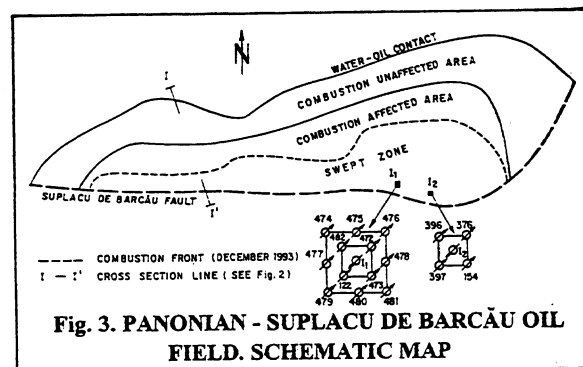 N
I
WATER-OIL CONTACT
COMBUSTION UNAFFECTED AREA
COMBUSTION AFFECTED AREA
SWEPT ZONE
I₁
I₂
SUPLACU DE BARCĂU FAULT
I'
474 475 476
482 472
477 I₁ 478
122 473
479 480 481
396 376
I₂
397 154
COMBUSTION FRONT (DECEMBER 1993)
I — I' CROSS SECTION LINE (SEE Fig. 2)
Fig. 3. PANONIAN - SUPLACU DE BARCĂU OIL
FIELD. SCHEMATIC MAP